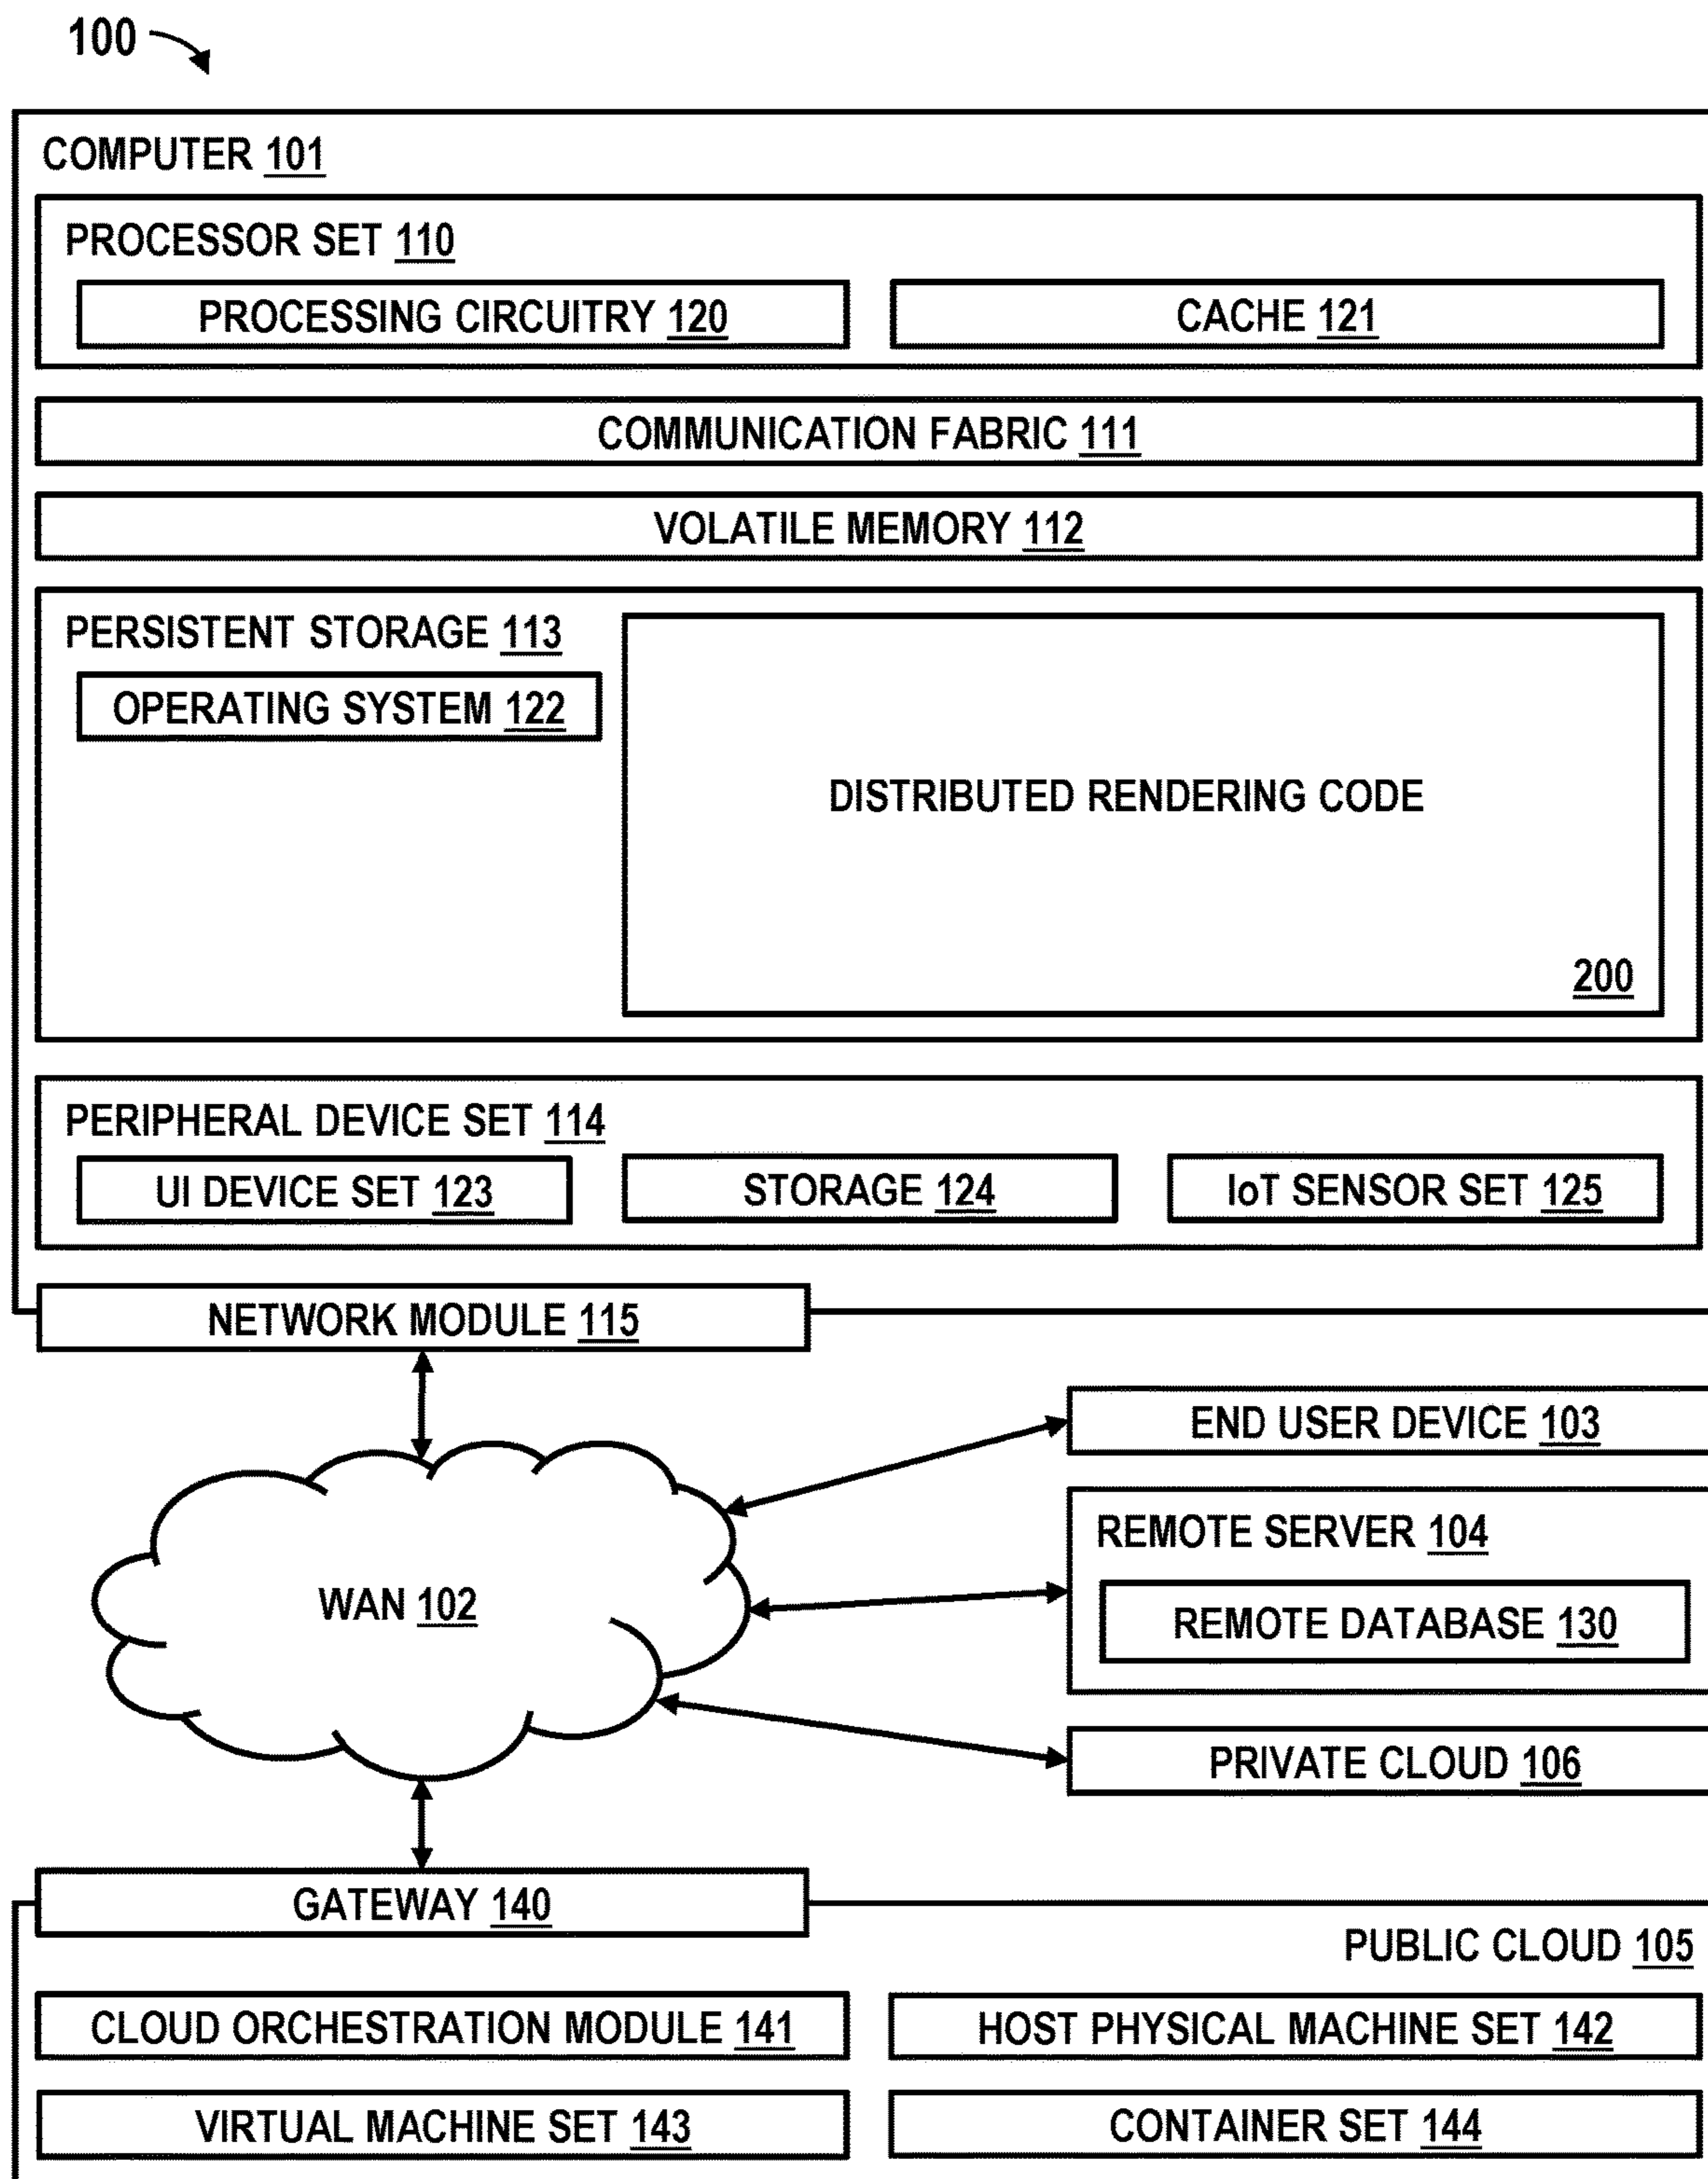 100
COMPUTER 101
PROCESSOR SET 110
PROCESSING CIRCUITRY 120
CACHE 121
COMMUNICATION FABRIC 111
VOLATILE MEMORY 112
PERSISTENT STORAGE 113
OPERATING SYSTEM 122
DISTRIBUTED RENDERING CODE
200
PERIPHERAL DEVICE SET 114
UI DEVICE SET 123
STORAGE 124
IoT SENSOR SET 125
NETWORK MODULE 115
END USER DEVICE 103
REMOTE SERVER 104
WAN 102
REMOTE DATABASE 130
PRIVATE CLOUD 106
GATEWAY 140
PUBLIC CLOUD 105
CLOUD ORCHESTRATION MODULE 141
HOST PHYSICAL MACHINE SET 142
VIRTUAL MACHINE SET 143
CONTAINER SET 144